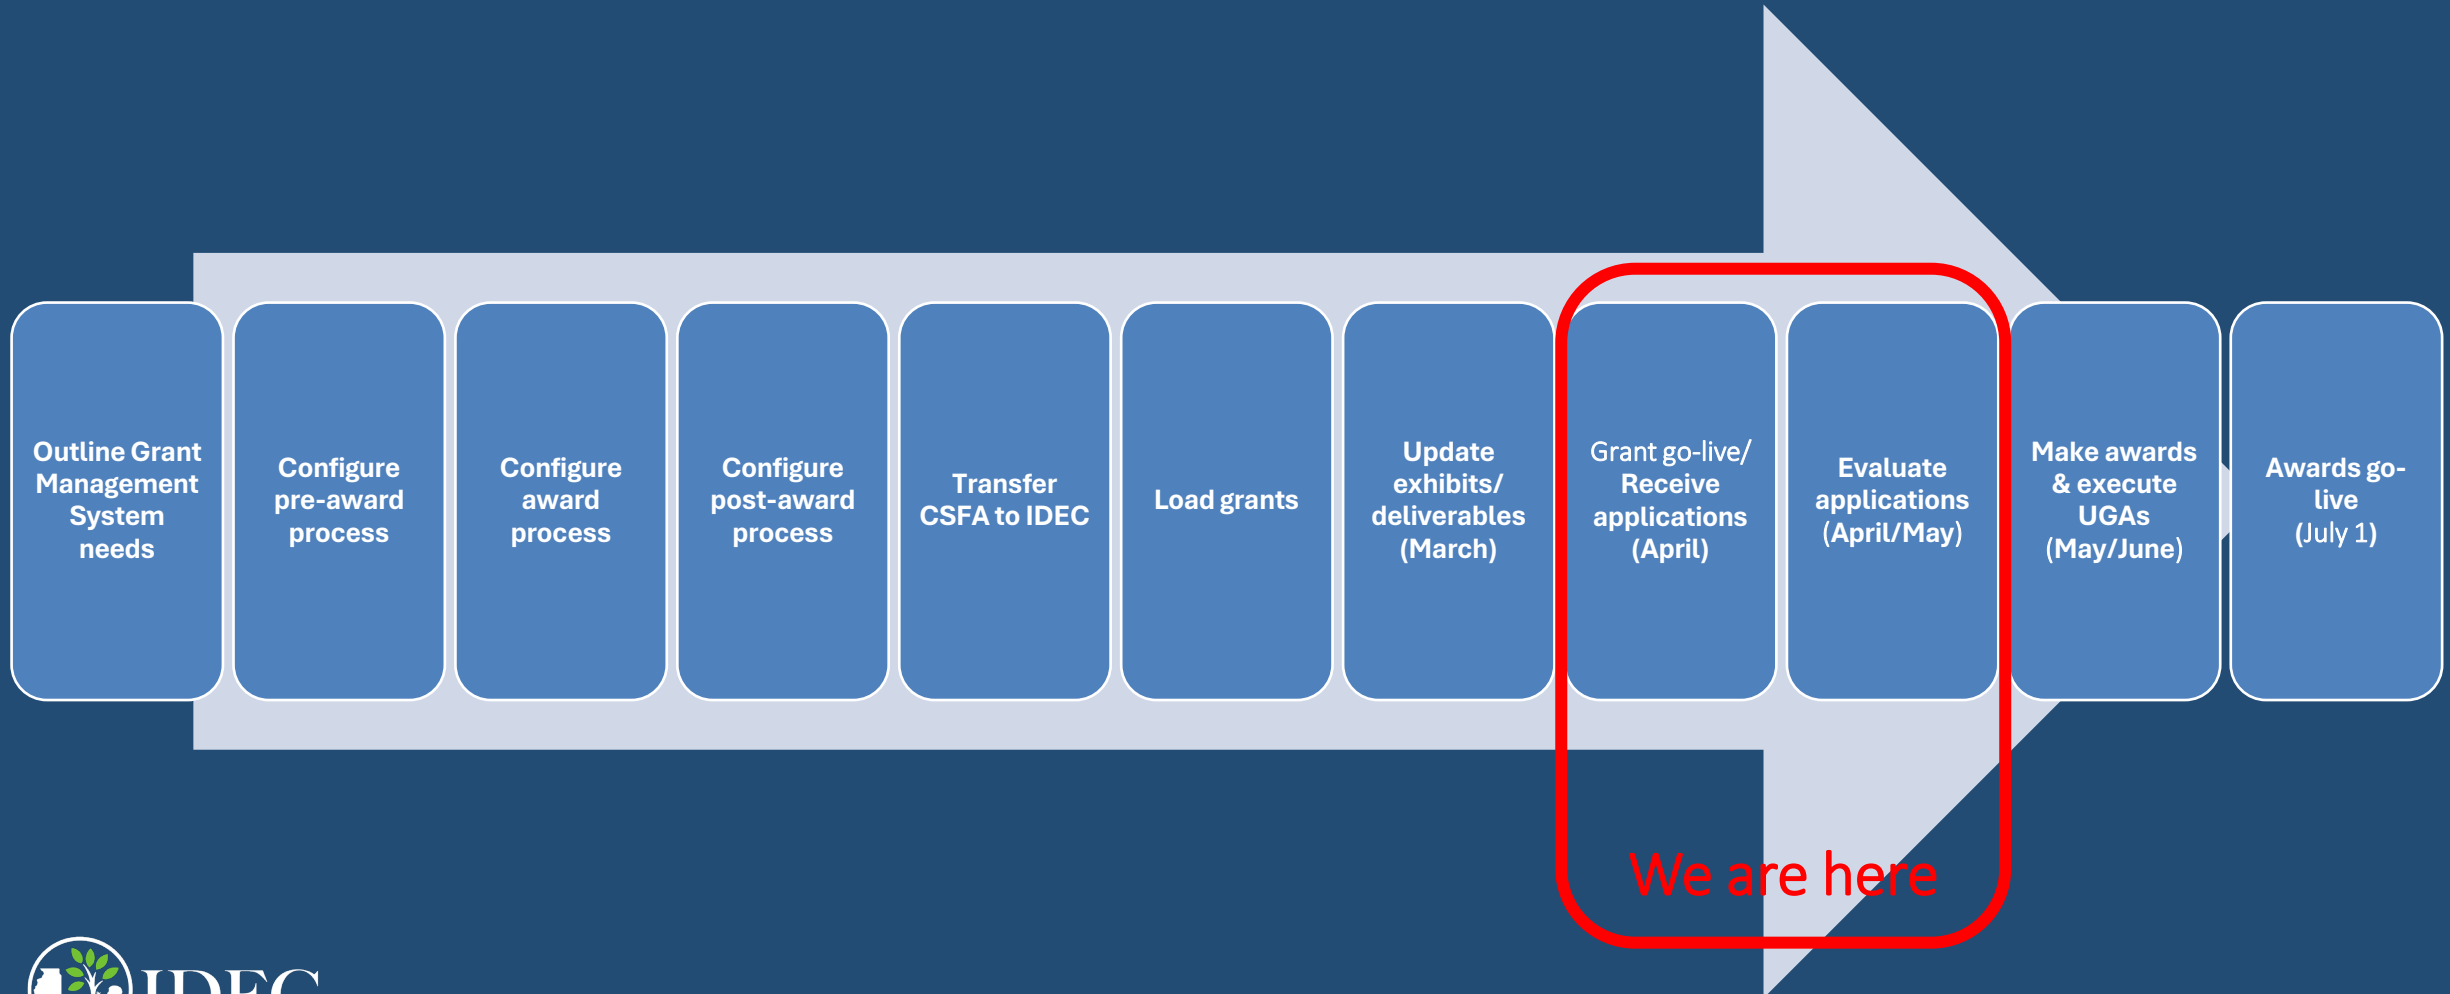 Outline Grant
Management
System
needs
Configure
pre-award
process
Configure
award
process
Configure
post-award
process
Transfer
CSFA to IDEC
Load grants
Update
exhibits/
deliverables
(March)
Grant go-live/
Receive
applications
(April)
Evaluate
applications
(April/May)
Make awards
& execute
UGAs
(May/June)
Awards go-
live
(July 1)
We are here
IDEC